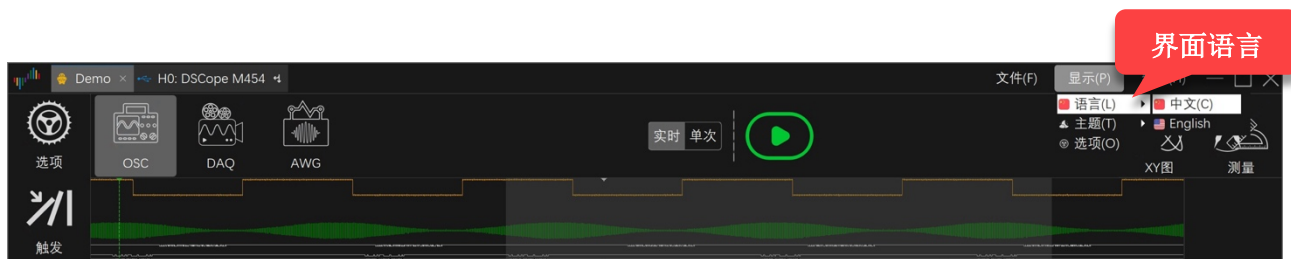 界面语言
Demo × H0: DSCope M454 文件(F) 显示(P)
语言(L) 中文(C)
主题(T) English
选项(O)
选项 OSC DAQ AWG 实时 单次 XY图 测量
触发